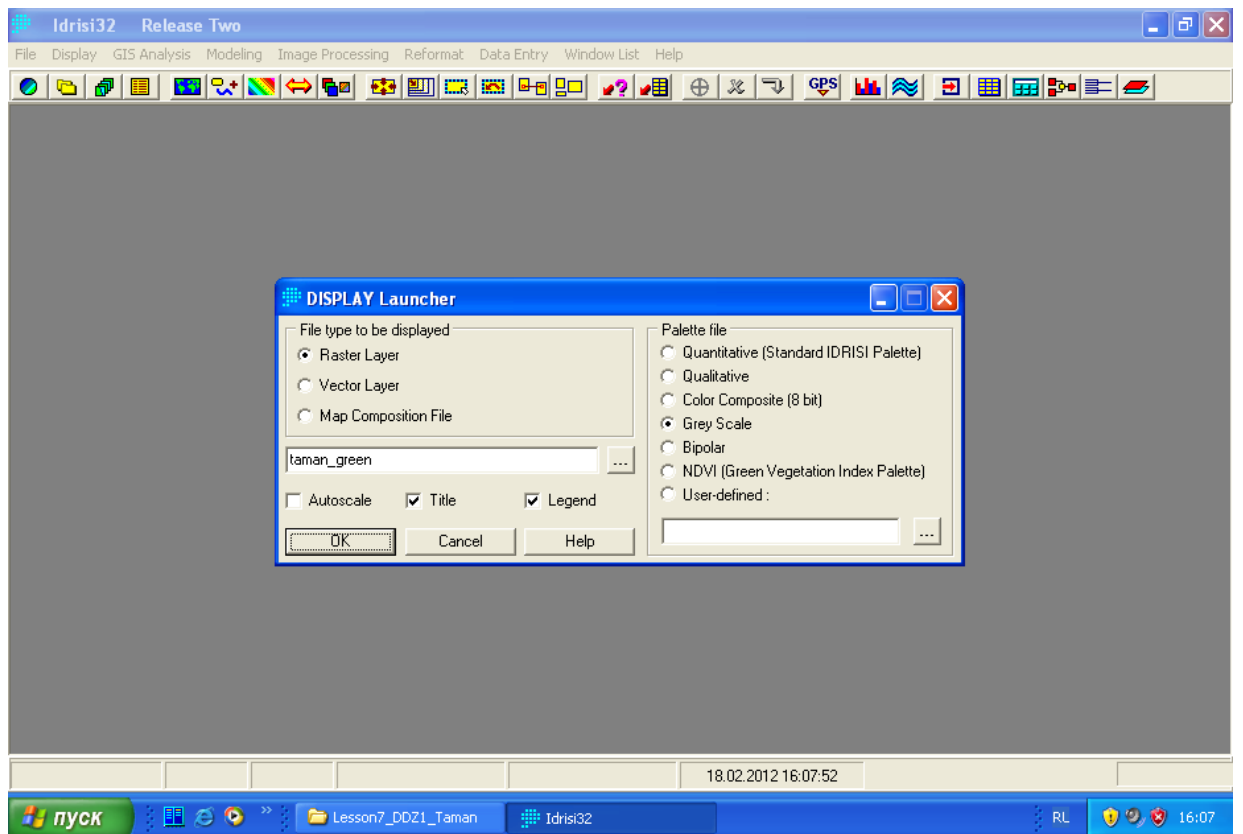 Idrisi32 Release Two
File Display GIS Analysis Modeling Image Processing Reformat Data Entry Window List Help
GPS
DISPLAY Launcher
File type to be displayed
Raster Layer
Vector Layer
Map Composition File
taman_green
...
Autoscale Title Legend
OK Cancel Help
Palette file
Quantitative (Standard IDRISI Palette)
Qualitative
Color Composite (8 bit)
Grey Scale
Bipolar
NDVI (Green Vegetation Index Palette)
User-defined :
...
18.02.2012 16:07:52
пуск » Lesson7_DDZ1_Taman Idrisi32 RL 16:07